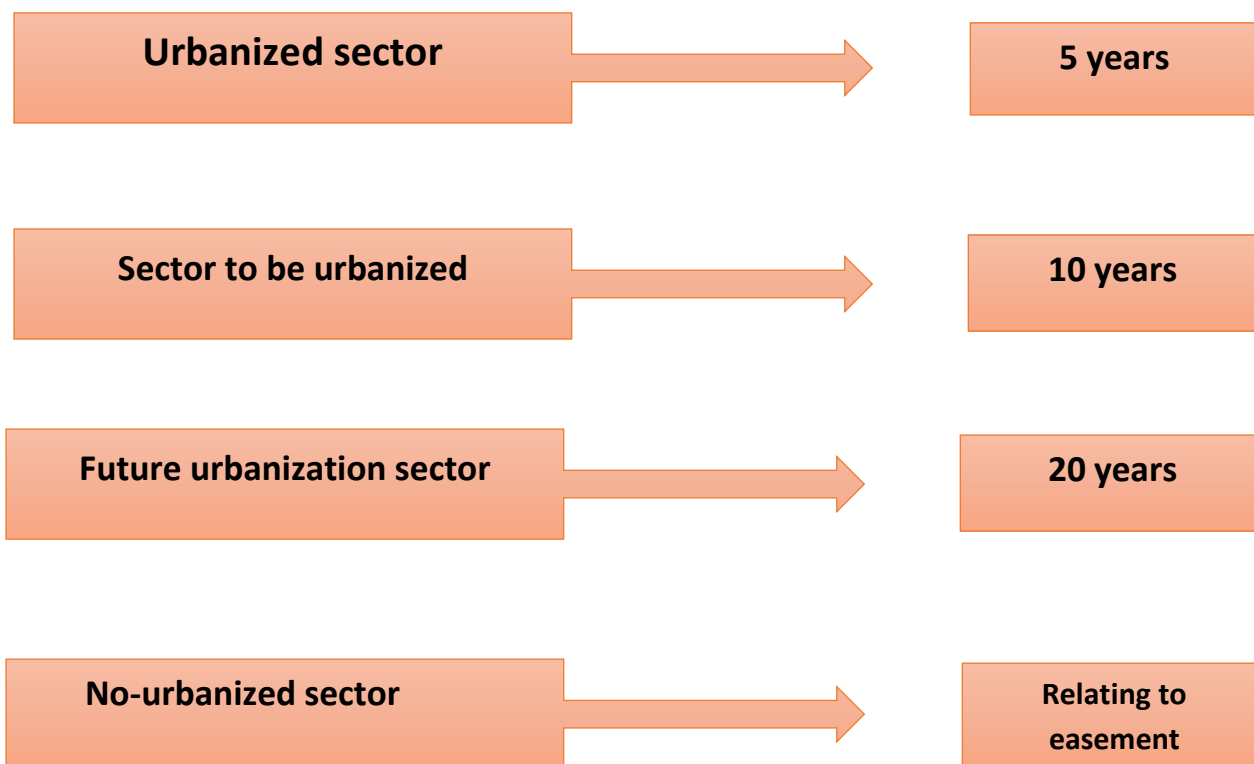 Urbanized sector
5 years
Sector to be urbanized
10 years
Future urbanization sector
20 years
No-urbanized sector
Relating to
easement